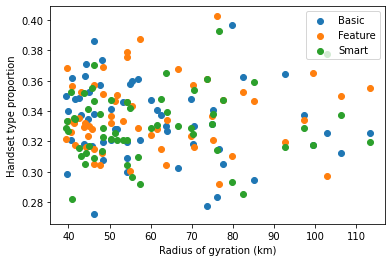 0.40
0.38
0.36
0.34
0.32
0.30
0.28
Handset type proportion
Basic
Feature
Smart
40 50 60 70 80 90 100 110
Radius of gyration (km)